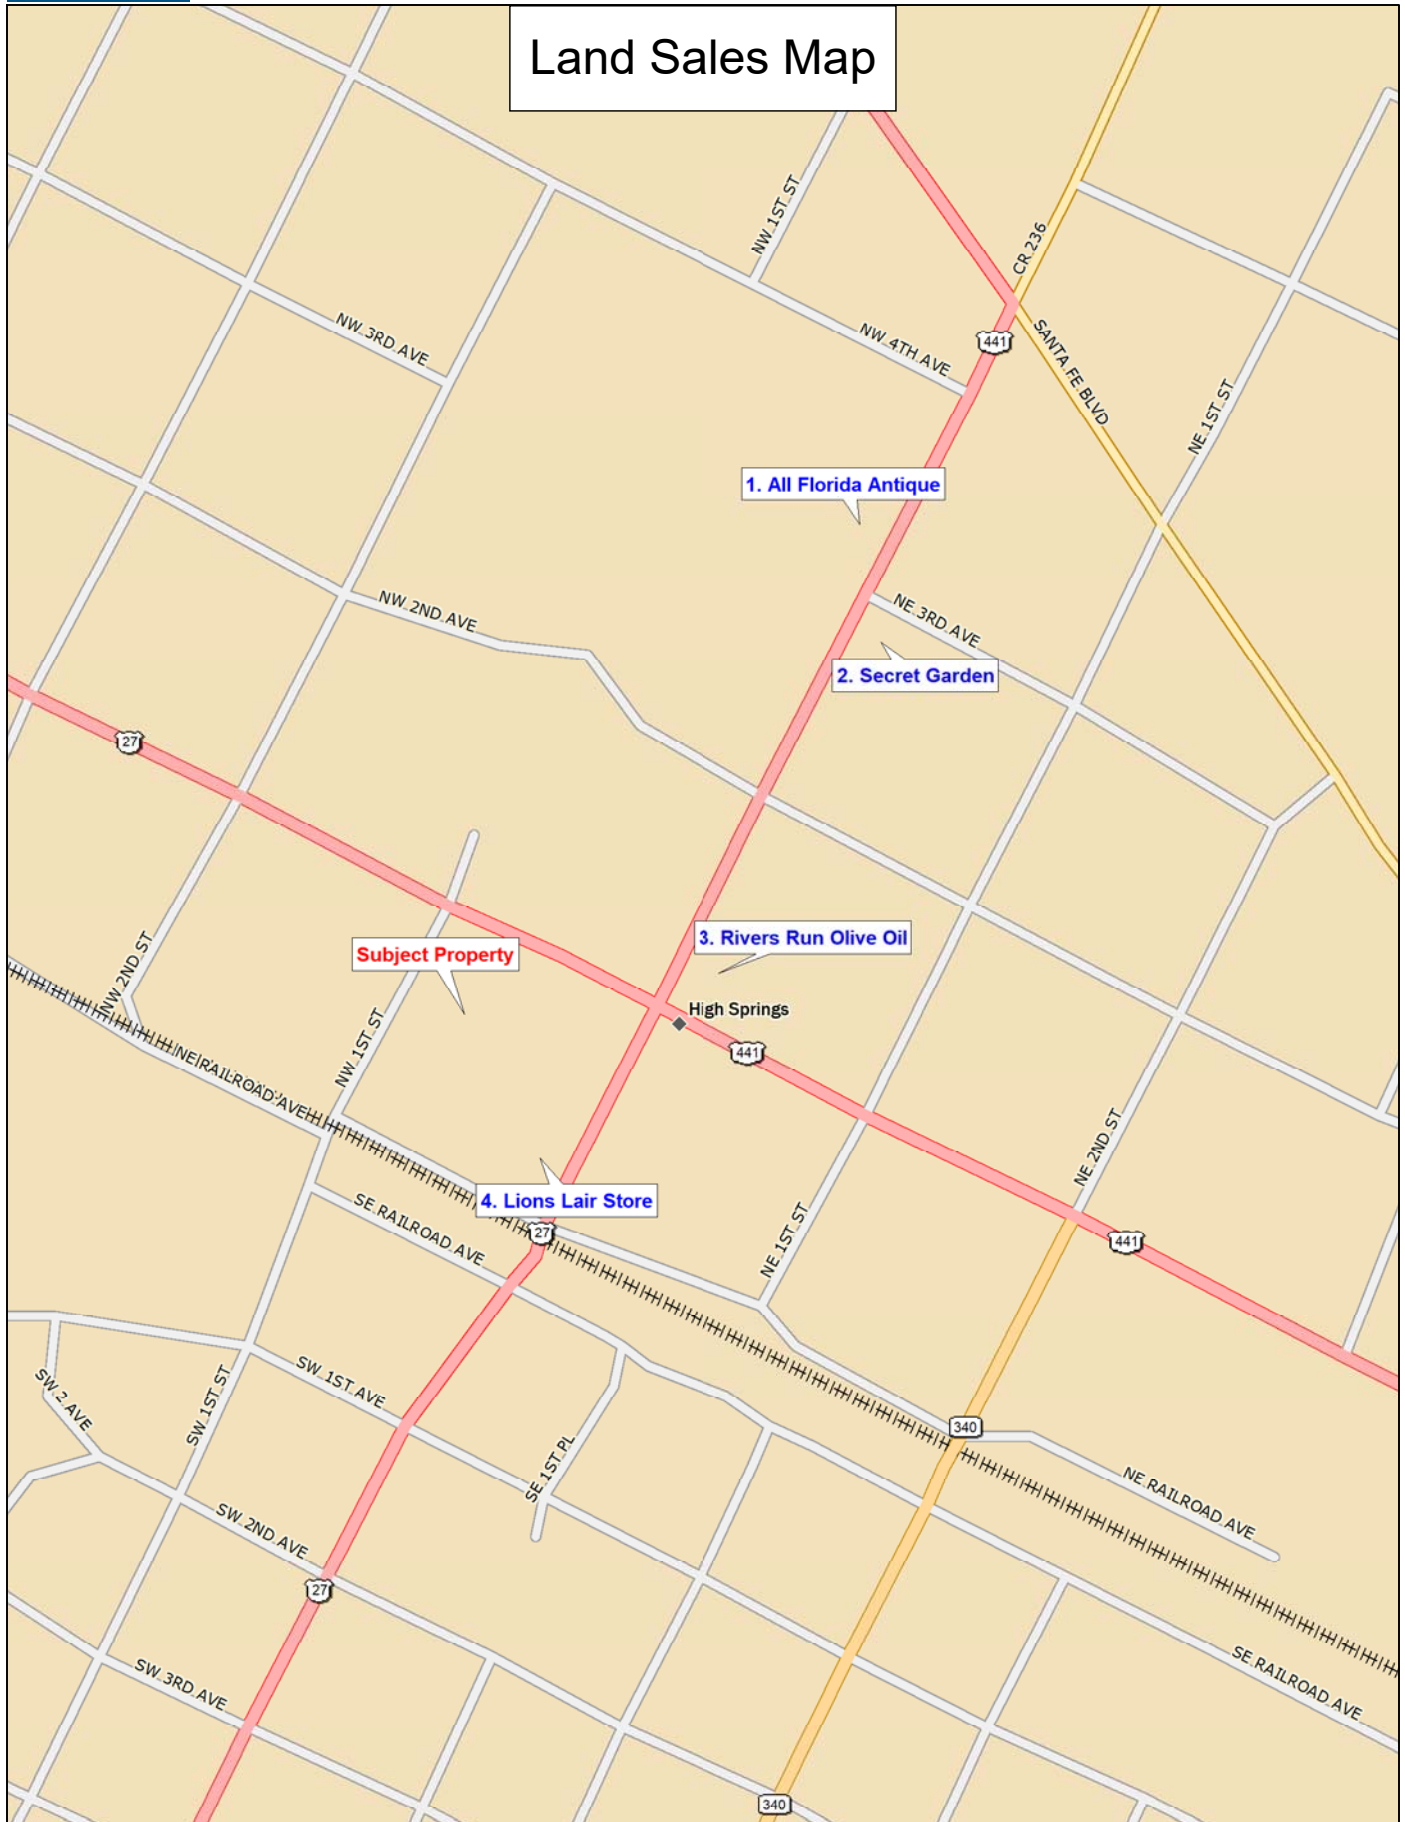 Land Sales Map
NW 1ST ST
CR 236
NW 3RD AVE
NW 4TH AVE
441
SANTA FE BLVD
NE 1ST ST
1. All Florida Antique
NW 2ND AVE
NE 3RD AVE
2. Secret Garden
27
3. Rivers Run Olive Oil
Subject Property
NW 2ND ST
High Springs
NW 1ST ST
441
NE RAILROAD AVE
NE 2ND ST
4. Lions Lair Store
SE RAILROAD AVE
27
NE 1ST ST
441
SW 1ST AVE
SW 2 AVE
SW 1ST ST
340
SE 1ST PL
NE RAILROAD AVE
SW 2ND AVE
27
SW 3RD AVE
SE RAILROAD AVE
340